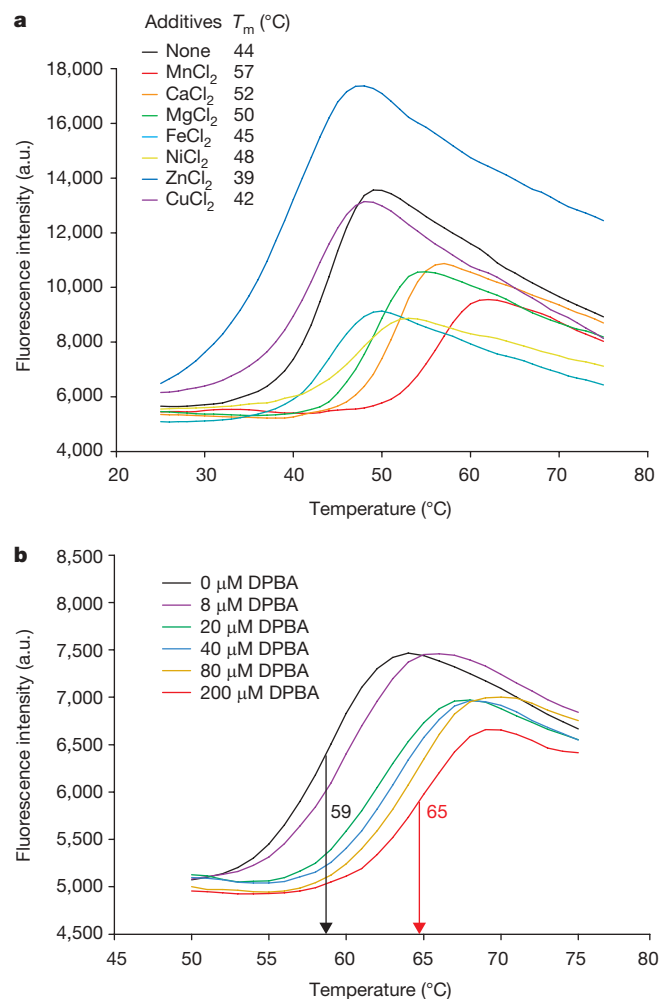 a
Additives Tm (°C)
None 44
MnCl2 57
CaCl2 52
MgCl2 50
FeCl2 45
NiCl2 48
ZnCl2 39
CuCl2 42
18,000
16,000
14,000
12,000
10,000
8,000
6,000
4,000
Fluorescence intensity (a.u.)
20 30 40 50 60 70 80
Temperature (°C)
b
8,500
8,000
7,500
7,000
6,500
6,000
5,500
5,000
4,500
Fluorescence intensity (a.u.)
0 μM DPBA
8 μM DPBA
20 μM DPBA
40 μM DPBA
80 μM DPBA
200 μM DPBA
59 65
45 50 55 60 65 70 75 80
Temperature (°C)